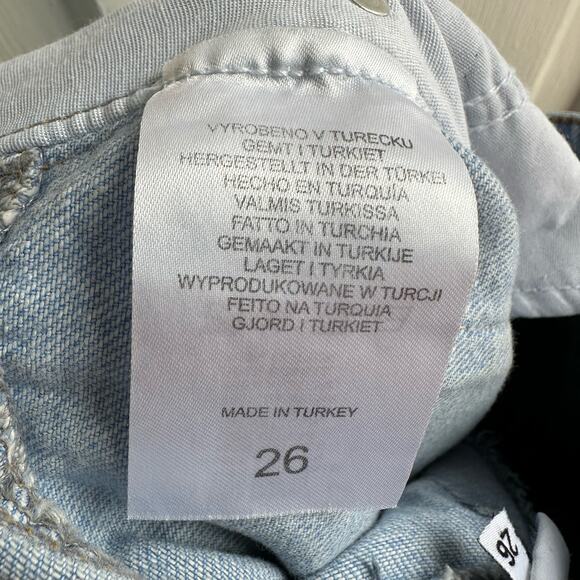 VYROBENO V TURECKU
GEMT I TURKIET
HERGESTELLT IN DER TÜRKEI
HECHO EN TURQUÍA
VALMIS TURKISSA
FATTO IN TURCHIA
GEMAAKT IN TURKIJE
LAGET I TYRKIA
WYPRODUKOWANE W TURCJI
FEITO NA TURQUIA
GJORD I TURKIET
MADE IN TURKEY
26
26